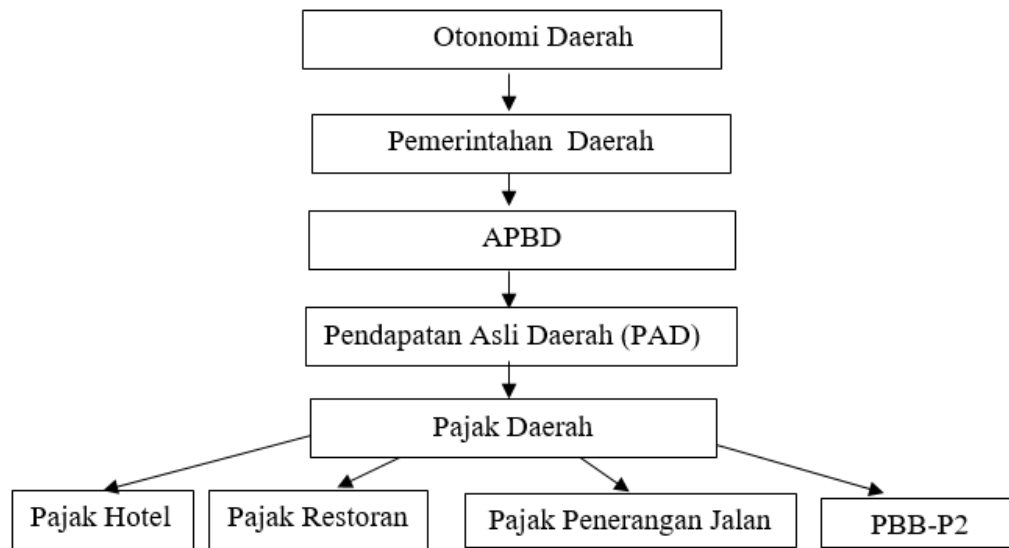 Otonomi Daerah
Pemerintahan Daerah
APBD
Pendapatan Asli Daerah (PAD)
Pajak Daerah
Pajak Hotel
Pajak Restoran
Pajak Penerangan Jalan
PBB-P2